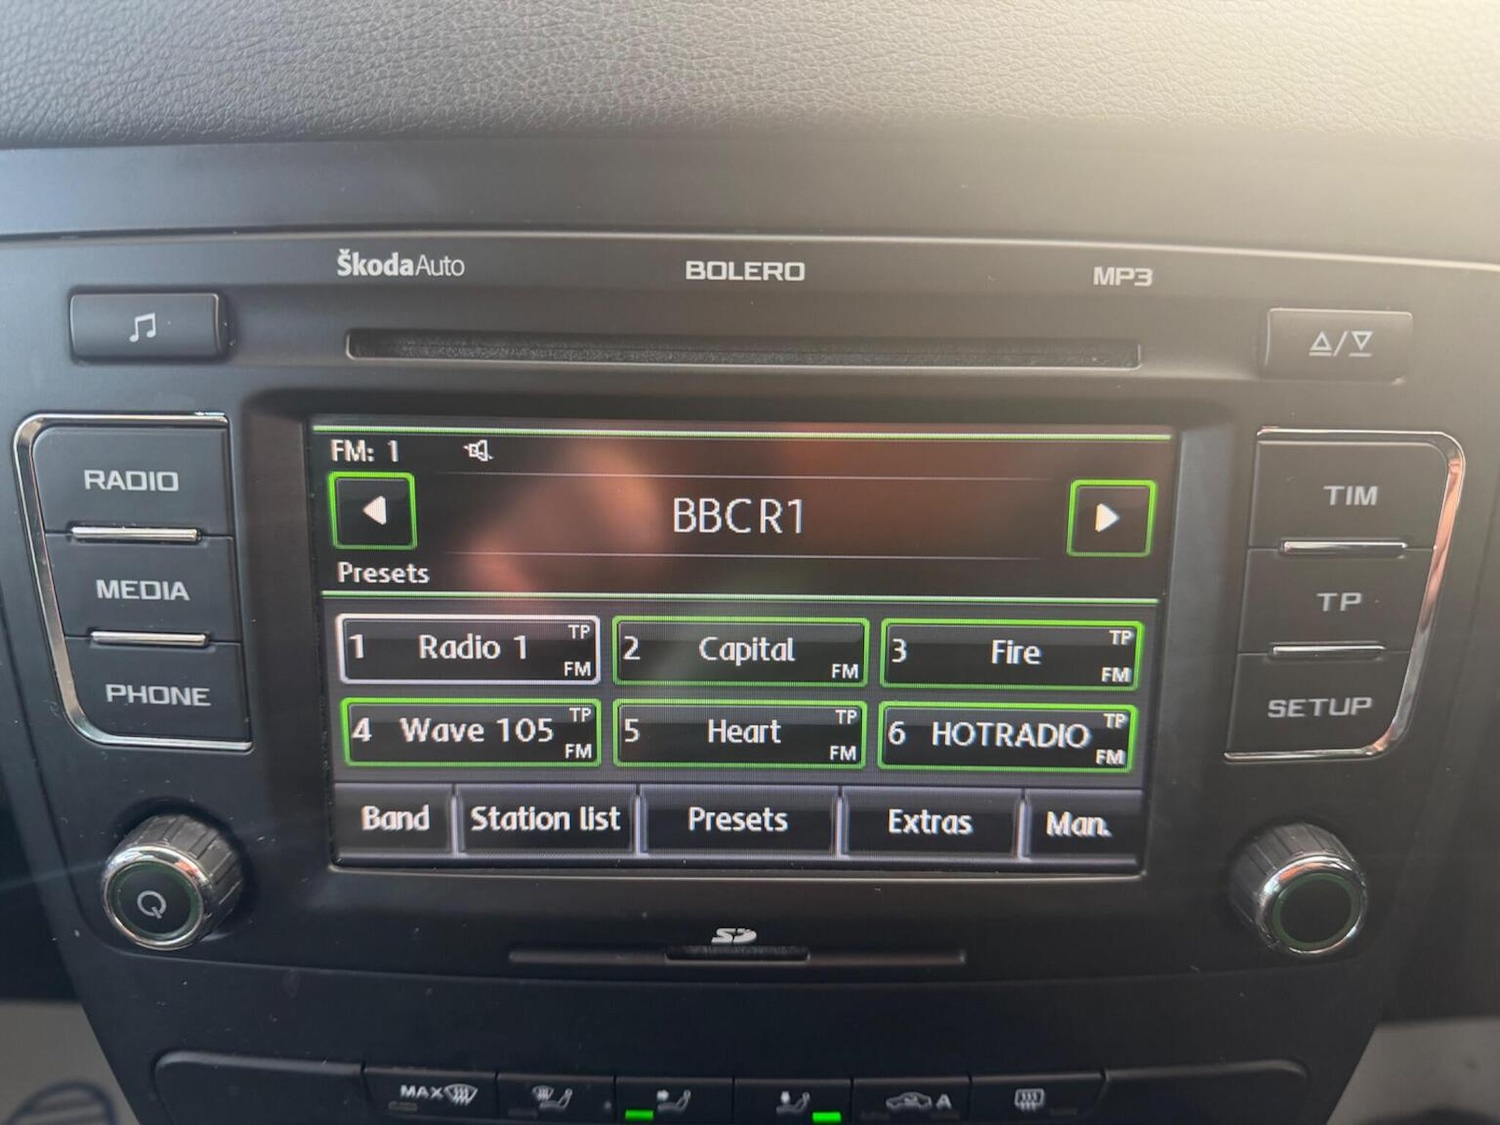 ŠkodaAuto BOLERO MP3
RADIO
MEDIA
PHONE
FM: 1
BBC R1
Presets
1 Radio 1 TP FM
2 Capital FM
3 Fire TP FM
4 Wave 105 TP FM
5 Heart TP FM
6 HOTRADIO TP FM
Band Station list Presets Extras Man.
TIM
TP
SETUP
SD
MAX
A